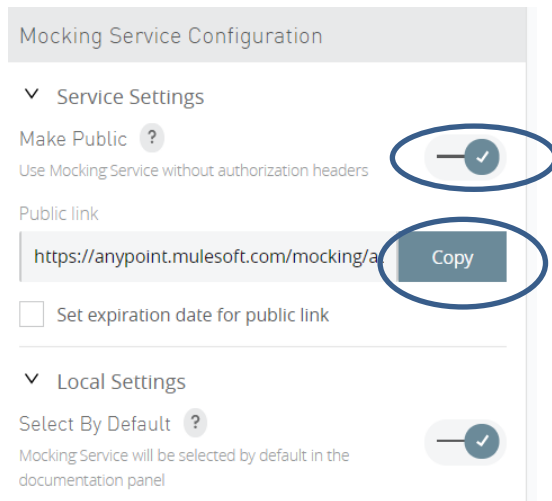 Mocking Service Configuration
Service Settings
Make Public ?
Use Mocking Service without authorization headers
Public link
https://anypoint.mulesoft.com/mocking/a
Copy
Set expiration date for public link
Local Settings
Select By Default ?
Mocking Service will be selected by default in the
documentation panel